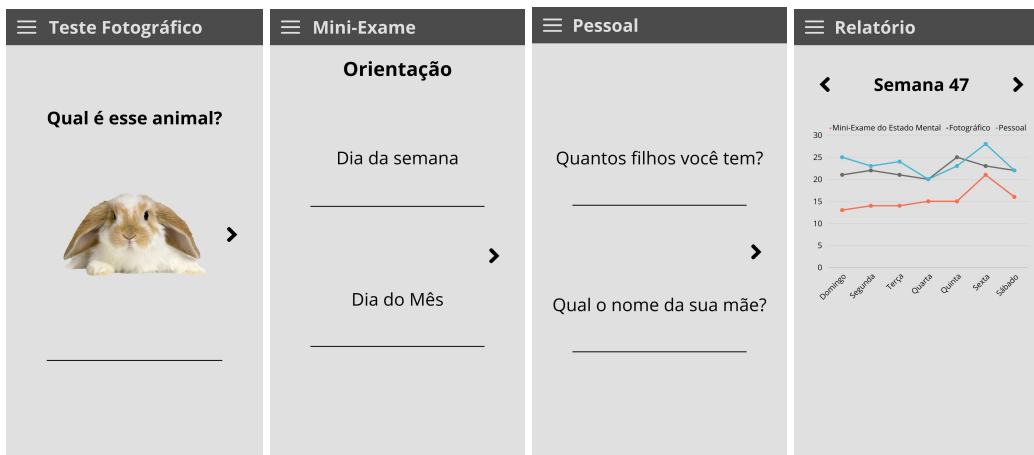 Teste Fotográfico
Qual é esse animal?
Mini-Exame
Orientação
Dia da semana
Dia do Mês
Pessoal
Quantos filhos você tem?
Qual o nome da sua mãe?
Relatório
Semana 47
Mini-Exame do Estado Mental Fotográfico Pessoal
30
25
20
15
10
5
0
Domingo
Segunda
Terça
Quarta
Quinta
Sexta
Sábado